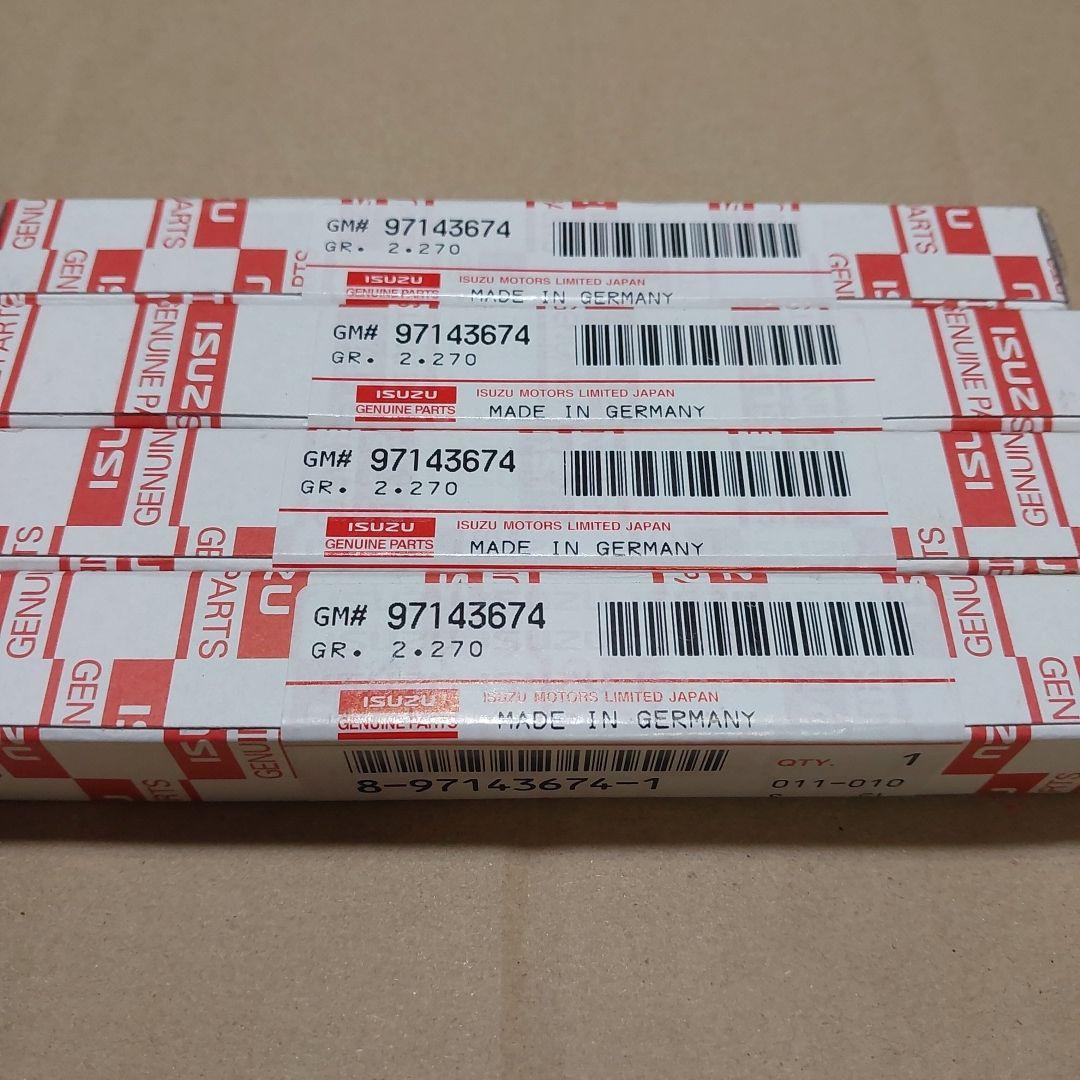 GM# 97143674
GR. 2.270
ISUZU
GENUINE PARTS
ISUZU MOTORS LIMITED JAPAN
MADE IN GERMANY
GM# 97143674
GR. 2.270
ISUZU
GENUINE PARTS
ISUZU MOTORS LIMITED JAPAN
MADE IN GERMANY
GM# 97143674
GR. 2.270
ISUZU
GENUINE PARTS
ISUZU MOTORS LIMITED JAPAN
MADE IN GERMANY
GM# 97143674
GR. 2.270
ISUZU
GENUINE PARTS
ISUZU MOTORS LIMITED JAPAN
MADE IN GERMANY
8-97143674-1
QTY. 1
011-010